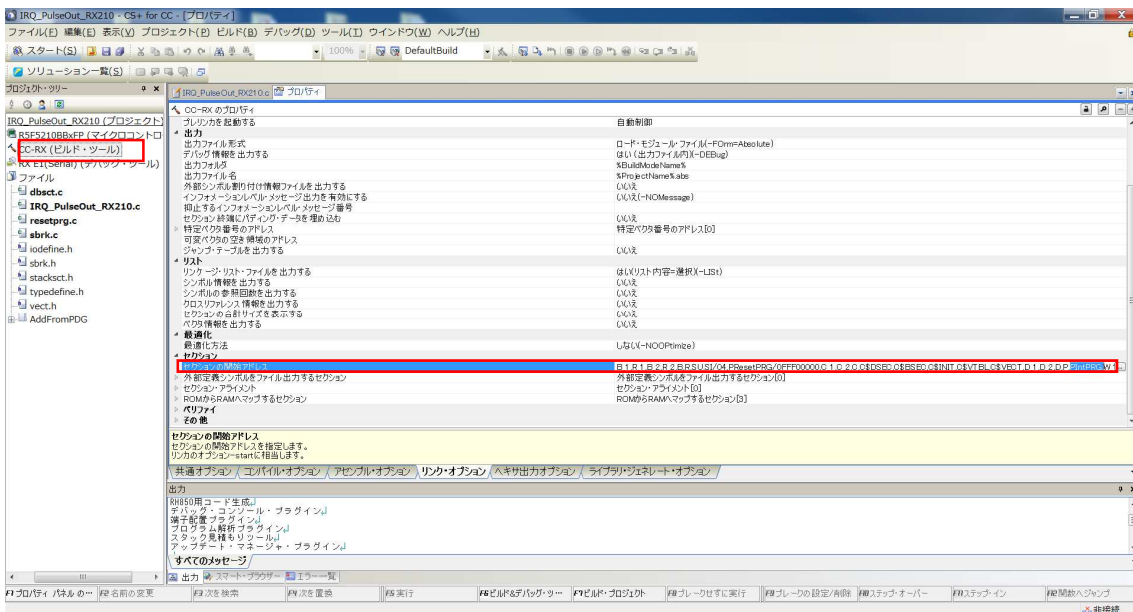 IRQ_PulseOut_RX210 - CS+ for CC - [プロパティ]
ファイル(F) 編集(E) 表示(V) プロジェクト(P) ビルド(B) デバッグ(D) ツール(T) ウインドウ(W) ヘルプ(H)
スタート(S) 100% DefaultBuild
ソリューション一覧(S)
プロジェクト・ツリー
IRQ_PulseOut_RX210 (プロジェクト)
R5F5210BBxFP (マイクロコントロ
CC-RX (ビルド・ツール)
RX E1(Serial) (デバッグ・ツール)
ファイル
dbsct.c
IRQ_PulseOut_RX210.c
resetprg.c
sbrk.c
iodefine.h
sbrk.h
stacksct.h
typedefine.h
vect.h
AddFromPDG
IRQ_PulseOut_RX210.c プロパティ
CC-RX のプロパティ
プレリンカを起動する 自動制御
出力
出力ファイル形式 ロード・モジュール・ファイル(-FOrm=Absolute)
デバッグ情報を出力する はい(出力ファイル内)(-DEBug)
出力フォルダ %BuildModeName%
出力ファイル名 %ProjectName%.abs
外部シンボル割り付け情報ファイルを出力する いいえ
インフォメーションレベル・メッセージ出力を有効にする いいえ(-NOMessage)
抑止するインフォメーションレベル・メッセージ番号
セクション終端にパディング・データを埋め込む いいえ
特定ベクタ番号のアドレス 特定ベクタ番号のアドレス[0]
可変ベクタの空き領域のアドレス
ジャンプ・テーブルを出力する いいえ
リスト
リンケージ・リスト・ファイルを出力する はい(リスト内容=選択)(-LISt)
シンボル情報を出力する いいえ
シンボルの参照回数を出力する いいえ
クロスリファレンス情報を出力する いいえ
セクションの合計サイズを表示する いいえ
ベクタ情報を出力する いいえ
最適化
最適化方法 しない(-NOOPtimize)
セクション
セクションの開始アドレス B_1,R_1,B_2,R_2,B,R,SU,SI/04,PResetPRG/0FFF00000,C_1,C_2,C,C$DSEC,C$BSEC,C$INIT,C$VTBL,C$VECT,D_1,D_2,D,P,PIntPRG,W_1
外部定義シンボルをファイル出力するセクション 外部定義シンボルをファイル出力するセクション[0]
セクション・アライメント セクション・アライメント[0]
ROMからRAMへマップするセクション ROMからRAMへマップするセクション[3]
ベリファイ
その他
セクションの開始アドレス
セクションの開始アドレスを指定します。
リンカのオプション-startに相当します。
共通オプション コンパイル・オプション アセンブル・オプション リンク・オプション ヘキサ出力オプション ライブラリ・ジェネレート・オプション
出力
RH850用コード生成
デバッグ・コンソール・プラグイン
端子配置プラグイン
プログラム解析プラグイン
スタック見積もりツール
アップデート・マネージャ・プラグイン
すべてのメッセージ
出力 スマート・ブラウザー エラー一覧
F1プロパティ パネル の… F2名前の変更 F3次を検索 F4次を置換 F5実行 F6ビルド&デバッグ・ツ… F7ビルド・プロジェクト F8ブレークせずに実行 F9ブレークの設定/削除 F10ステップ・オーバー F11ステップ・イン F12関数へジャンプ
非接続